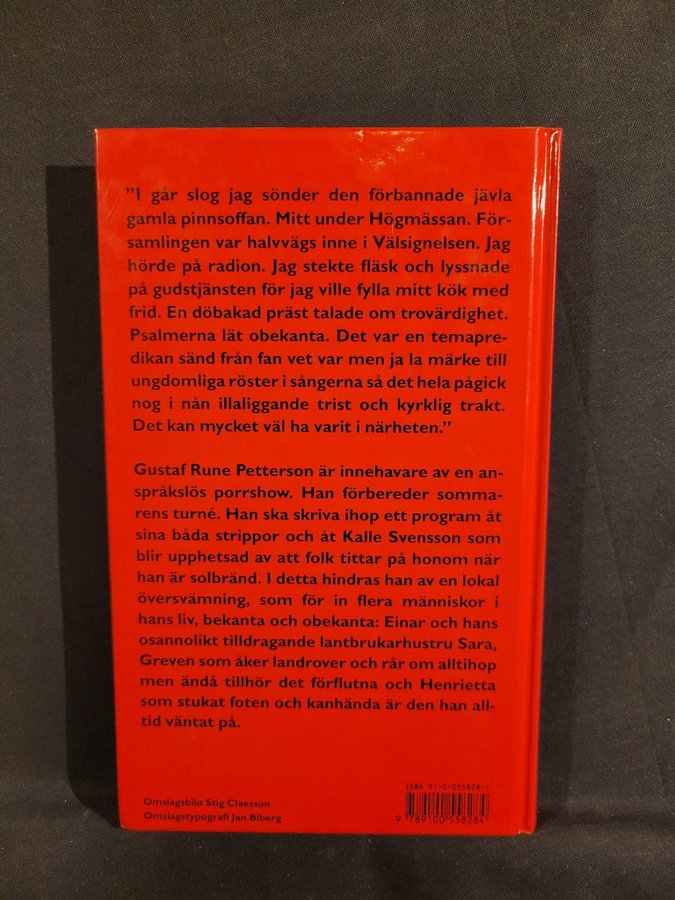 ”I går slog jag sönder den förbannade jävla
gamla pinnsoffan. Mitt under Högmässan. För-
samlingen var halvvägs inne i Välsignelsen. Jag
hörde på radion. Jag stekte fläsk och lyssnade
på gudstjänsten för jag ville fylla mitt kök med
frid. En döbakad präst talade om trovärdighet.
Psalmerna lät obekanta. Det var en temapre-
dikan sänd från fan vet var men ja la märke till
ungdomliga röster i sångerna så det hela pågick
nog i nån illaliggande trist och kyrklig trakt.
Det kan mycket väl ha varit i närheten.”
Gustaf Rune Petterson är innehavare av en an-
språkslös porrshow. Han förbereder somma-
rens turné. Han ska skriva ihop ett program åt
sina båda strippor och åt Kalle Svensson som
blir upphetsad av att folk tittar på honom när
han är solbränd. I detta hindras han av en lokal
översvämning, som för in flera människor i
hans liv, bekanta och obekanta: Einar och hans
osannolikt tilldragande lantbrukarhustru Sara,
Greven som åker landrover och rår om alltihop
men ändå tillhör det förflutna och Henrietta
som stukat foten och kanhända är den han all-
tid väntat på.
Omslagsbild Stig Claesson
Omslagstypografi Jan Biberg
ISBN 91-0-055828-1
9 789100 558284